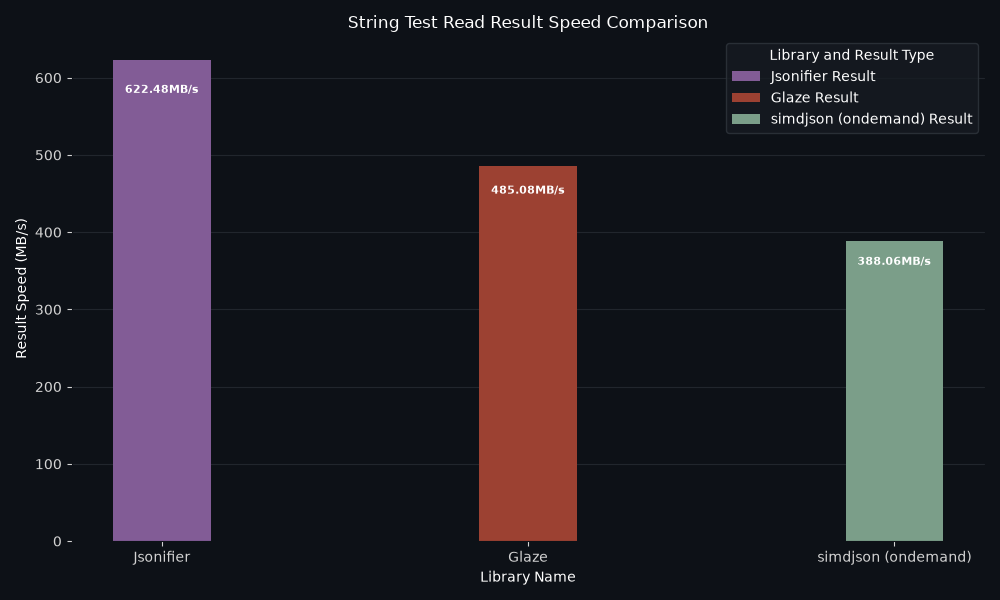 String Test Read Result Speed Comparison
Library and Result Type
Jsonifier Result
Glaze Result
simdjson (ondemand) Result
Result Speed (MB/s)
600
500
400
300
200
100
0
622.48MB/s
485.08MB/s
388.06MB/s
Jsonifier
Glaze
simdjson (ondemand)
Library Name